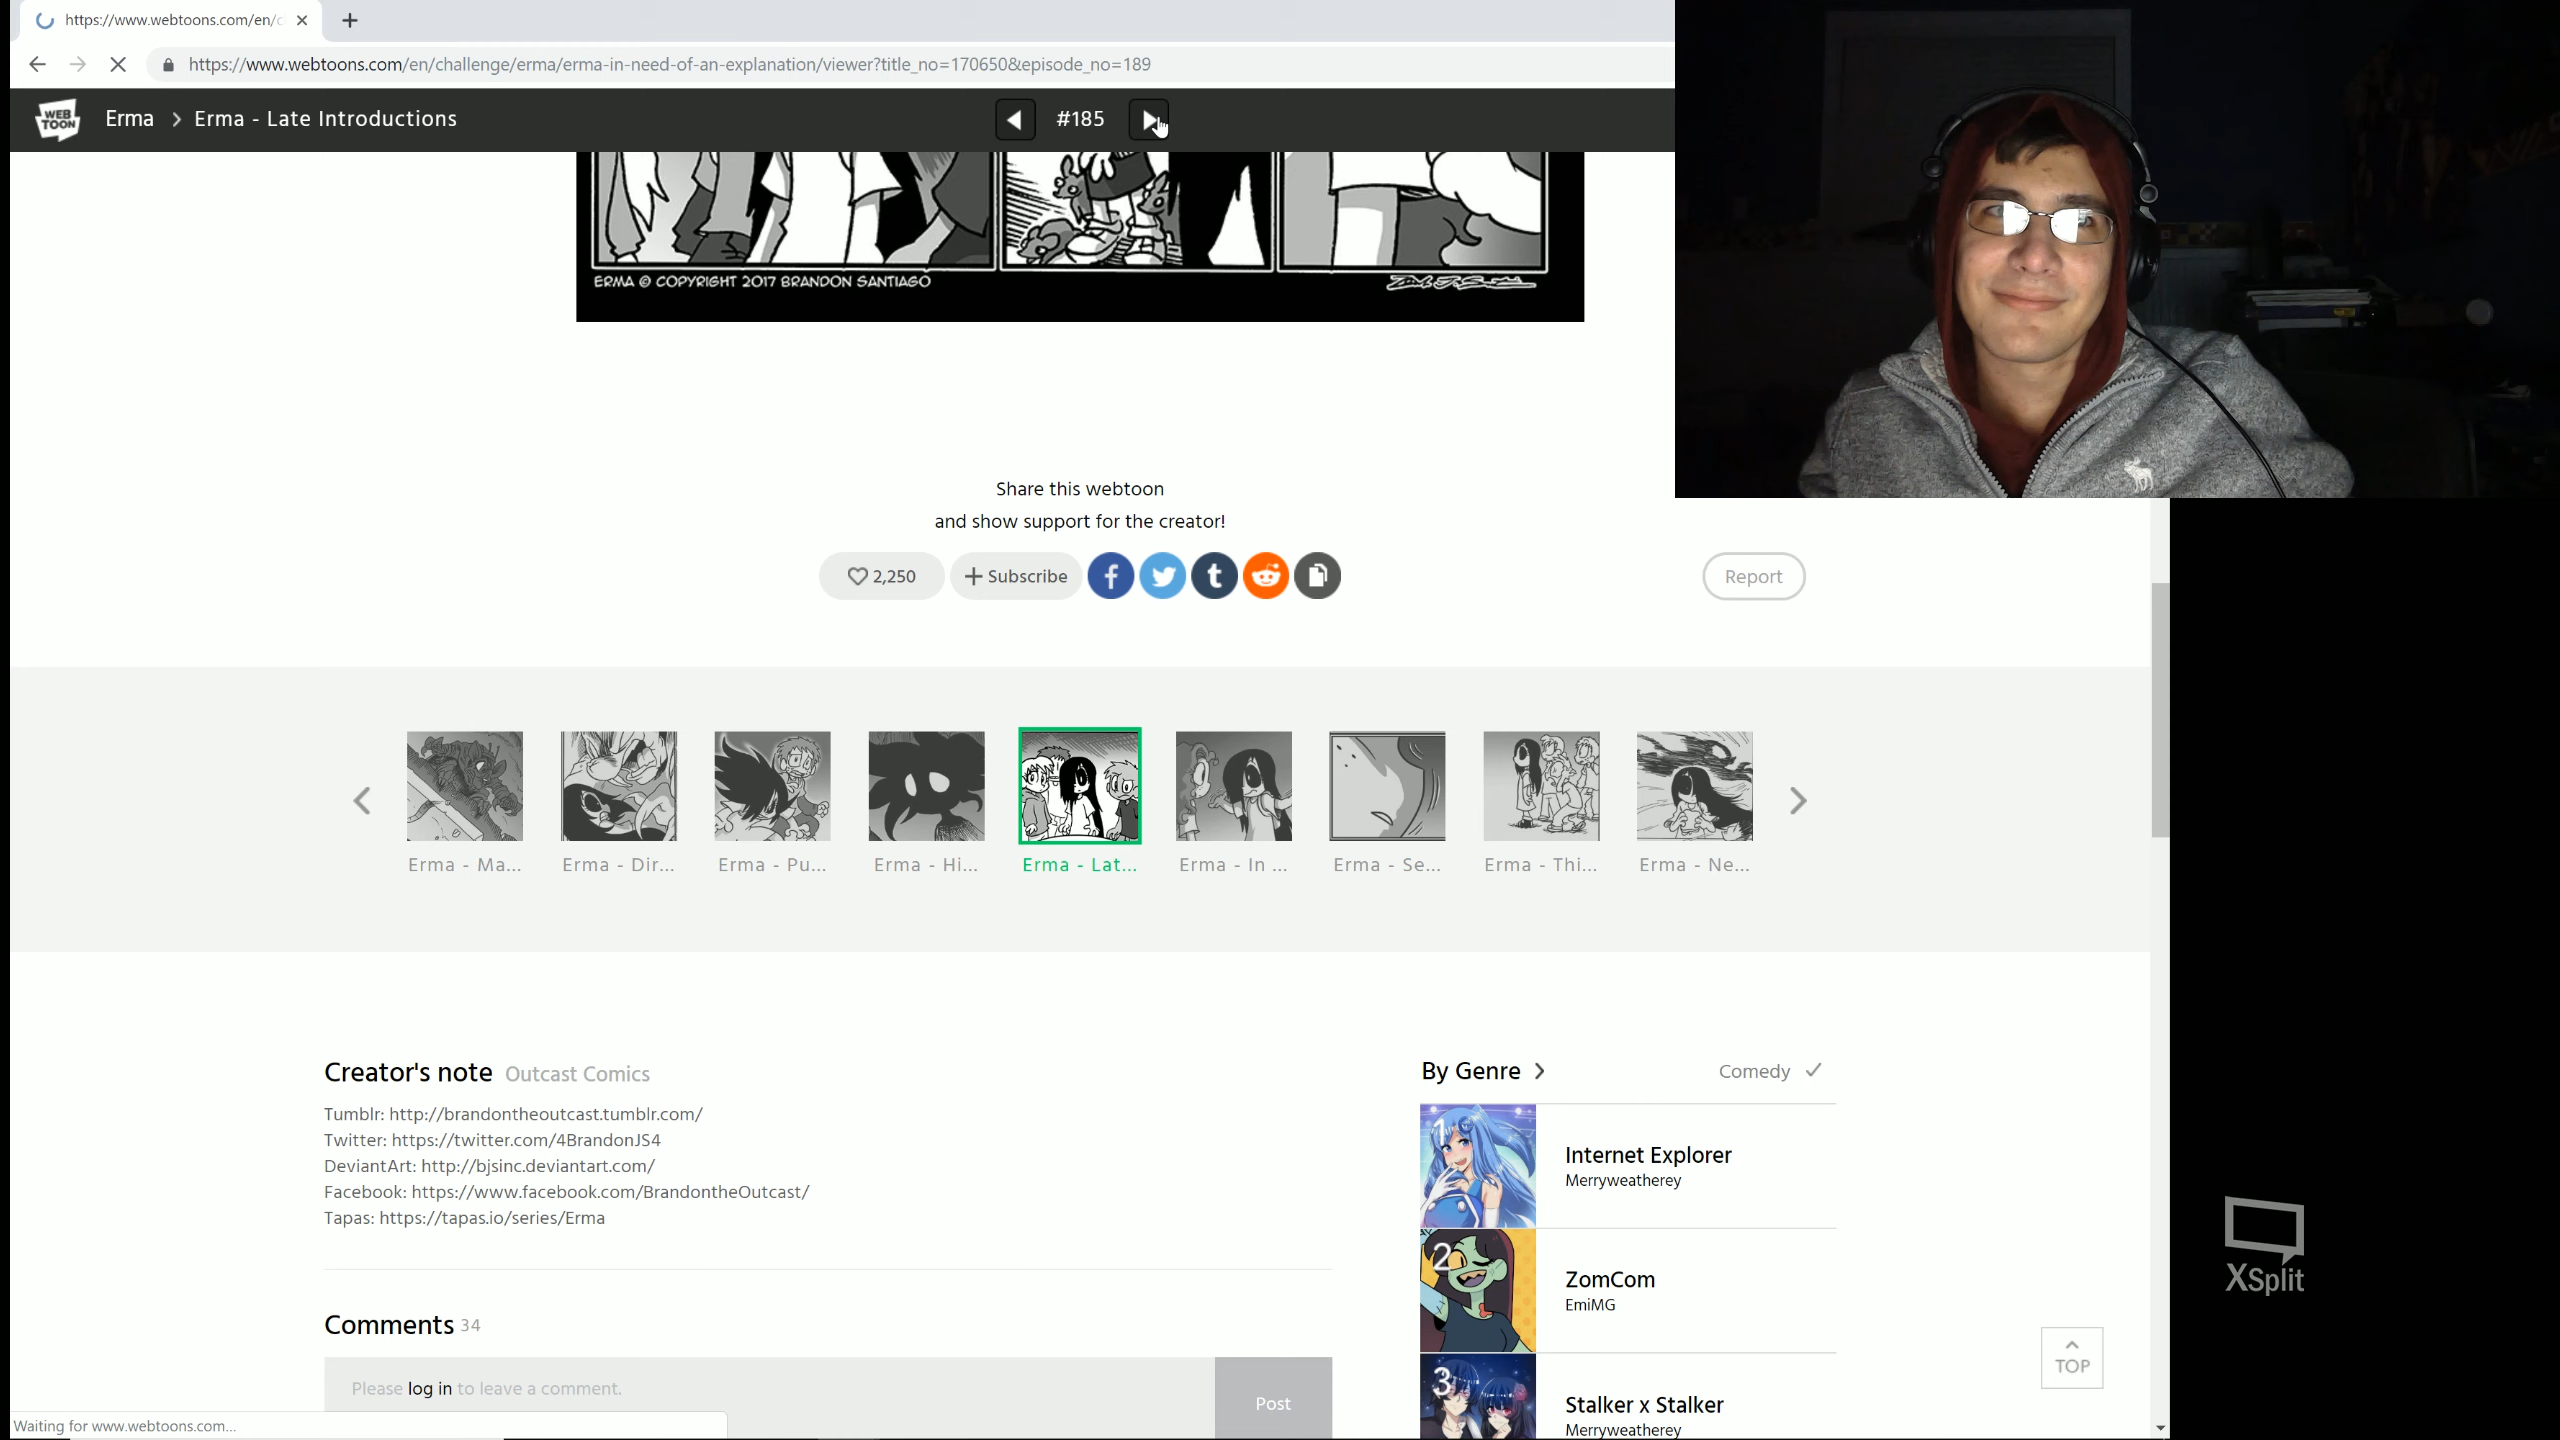 https://www.webtoons.com/en/c
https://www.webtoons.com/en/challenge/erma/erma-in-need-of-an-explanation/viewer?title_no=170650&episode_no=189
WEB TOON
Erma > Erma - Late Introductions
#185
ERMA © COPYRIGHT 2017 BRANDON SANTIAGO
Share this webtoon
and show support for the creator!
2,250
+ Subscribe
Report
Erma - Ma...
Erma - Dir...
Erma - Pu...
Erma - Hi...
Erma - Lat...
Erma - In ...
Erma - Se...
Erma - Thi...
Erma - Ne...
Creator's note Outcast Comics
Tumblr: http://brandontheoutcast.tumblr.com/
Twitter: https://twitter.com/4BrandonJS4
DeviantArt: http://bjsinc.deviantart.com/
Facebook: https://www.facebook.com/BrandontheOutcast/
Tapas: https://tapas.io/series/Erma
Comments 34
Please log in to leave a comment.
Post
Waiting for www.webtoons.com...
By Genre >
Comedy
1
Internet Explorer
Merryweatherey
2
ZomCom
EmiMG
3
Stalker x Stalker
Merryweatherey
TOP
XSplit